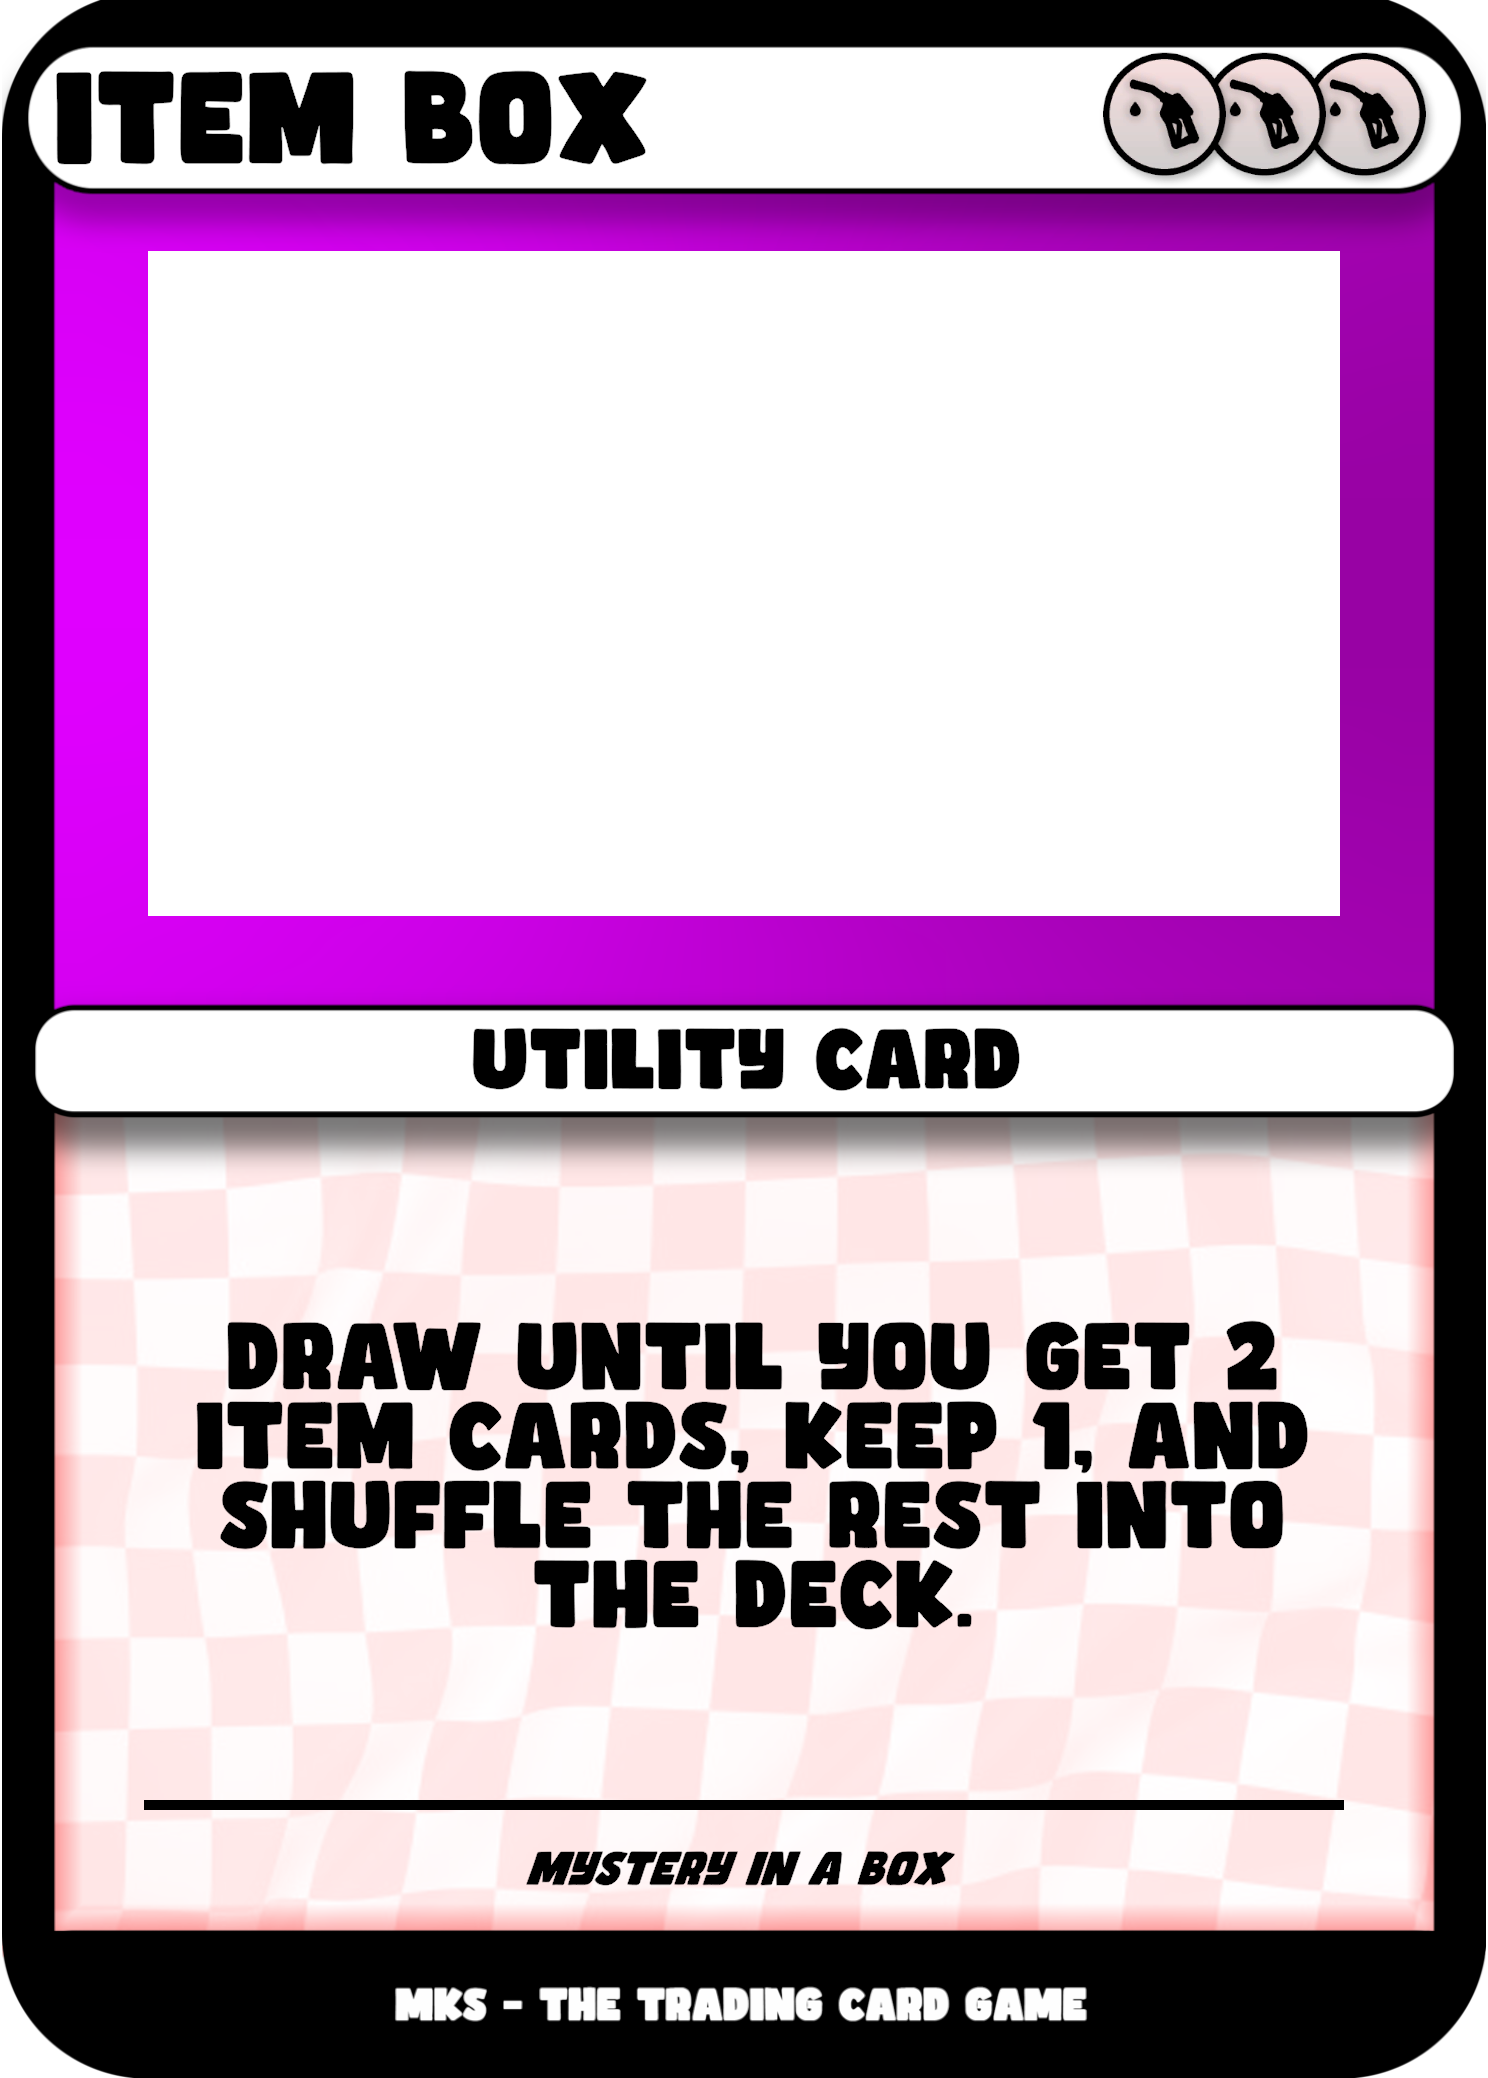 ITEM BOX
UTILITY CARD
DRAW UNTIL YOU GET 2
ITEM CARDS, KEEP 1, AND
SHUFFLE THE REST INTO
THE DECK.
MYSTERY IN A BOX
MKS - THE TRADING CARD GAME